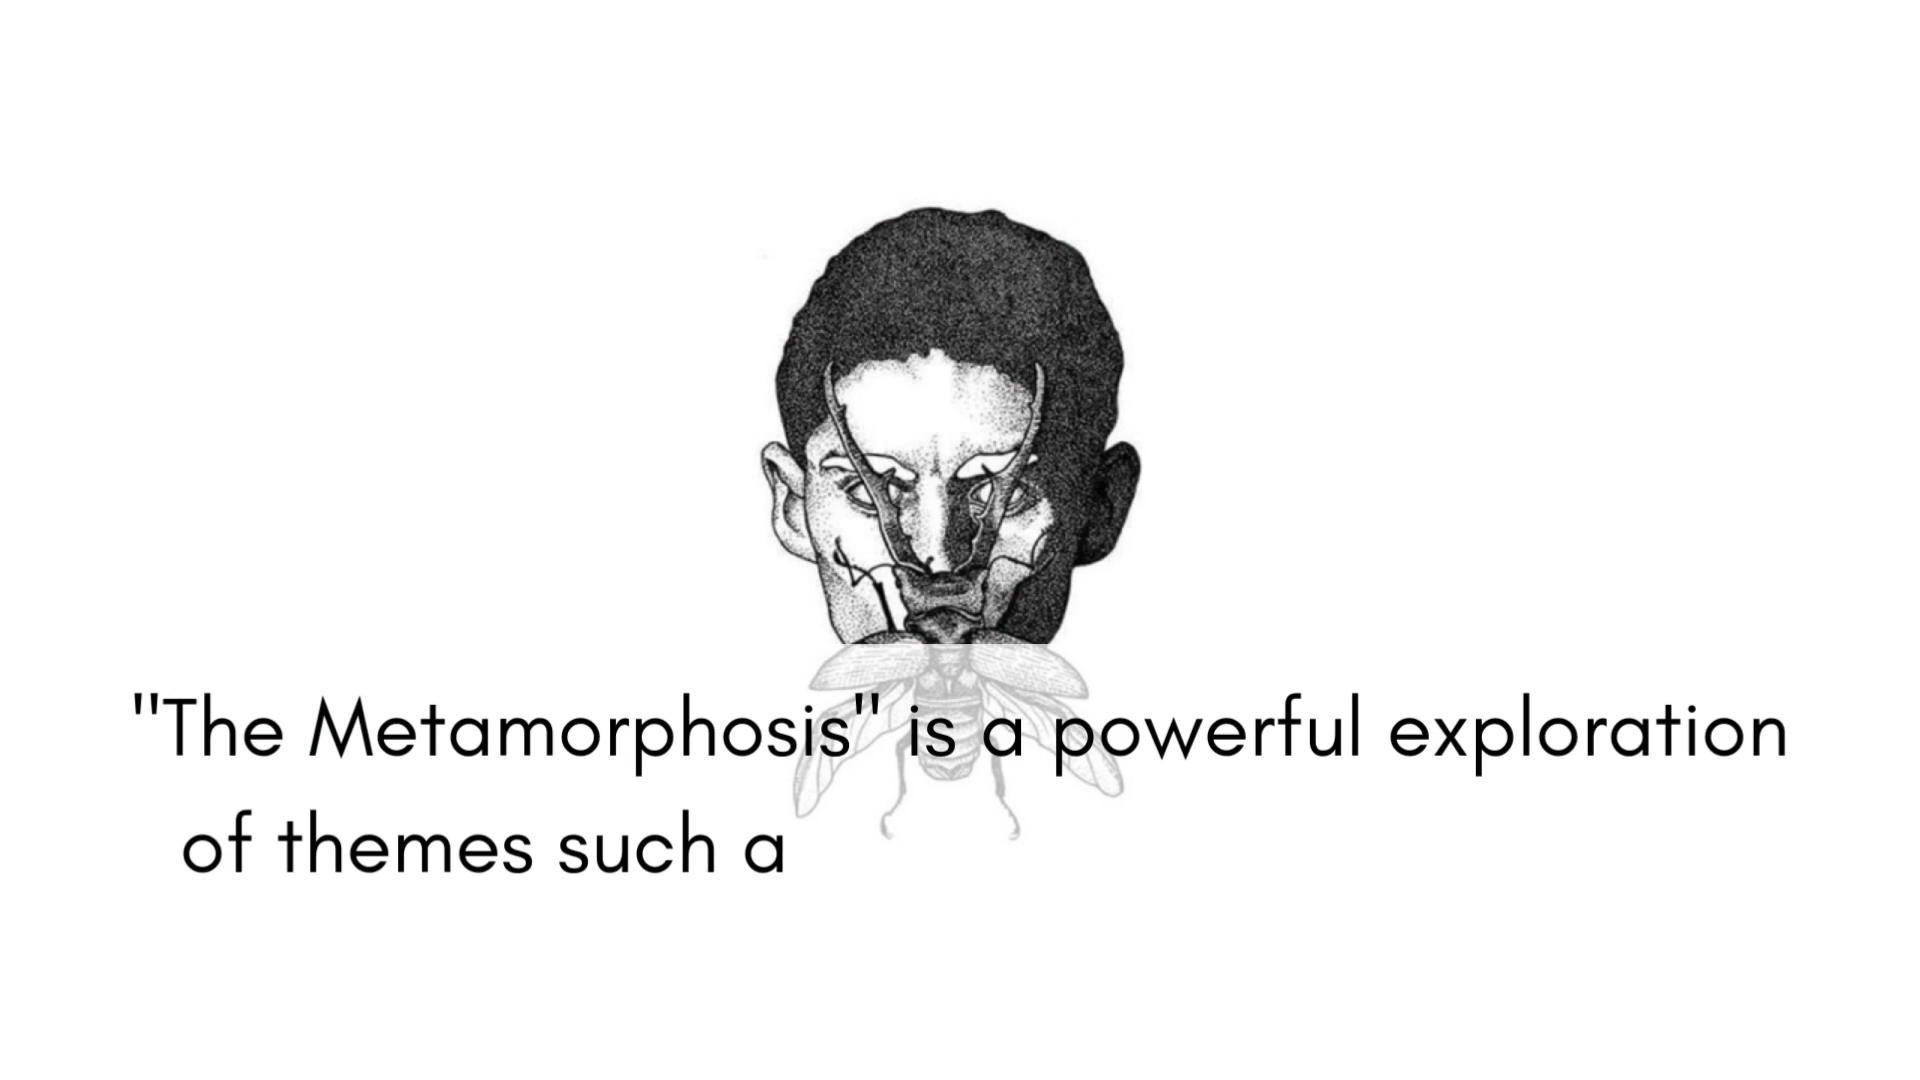 "The Metamorphosis" is a powerful exploration
of themes such a